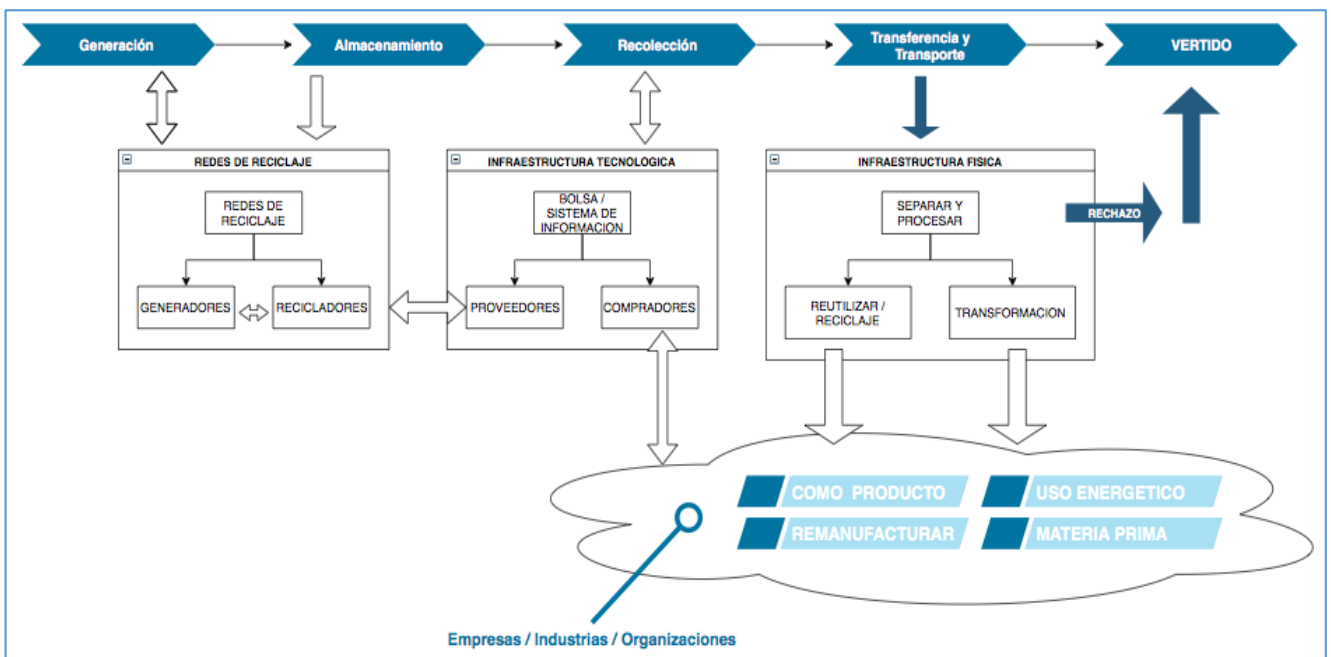 Generación
Almacenamiento
Recolección
Transferencia y
Transporte
VERTIDO
REDES DE RECICLAJE
INFRAESTRUCTURA TECNOLOGICA
INFRAESTRUCTURA FISICA
REDES DE
RECICLAJE
BOLSA /
SISTEMA DE
INFORMACION
SEPARAR Y
PROCESAR
RECHAZO
GENERADORES
RECICLADORES
PROVEEDORES
COMPRADORES
REUTILIZAR /
RECICLAJE
TRANSFORMACION
COMO PRODUCTO
USO ENERGETICO
REMANUFACTURAR
MATERIA PRIMA
Empresas / Industrias / Organizaciones